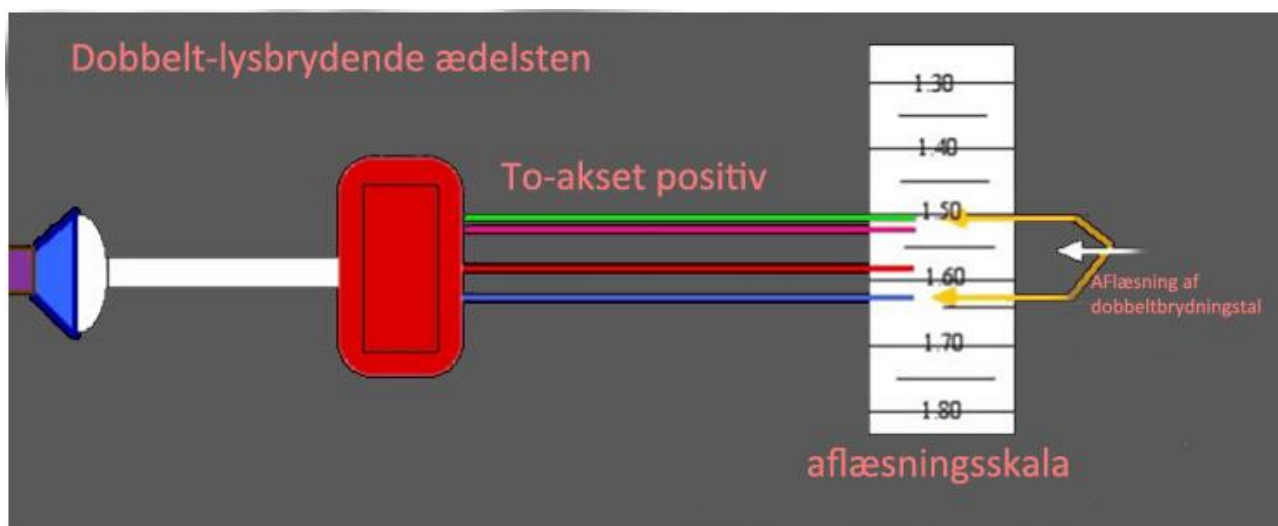 Dobbelt-lysbrydende ædelsten
To-akset positiv
1.30
1.40
1.50
1.60
1.70
1.80
AFlæsning af
dobbeltbrydningstal
aflæsningsskala